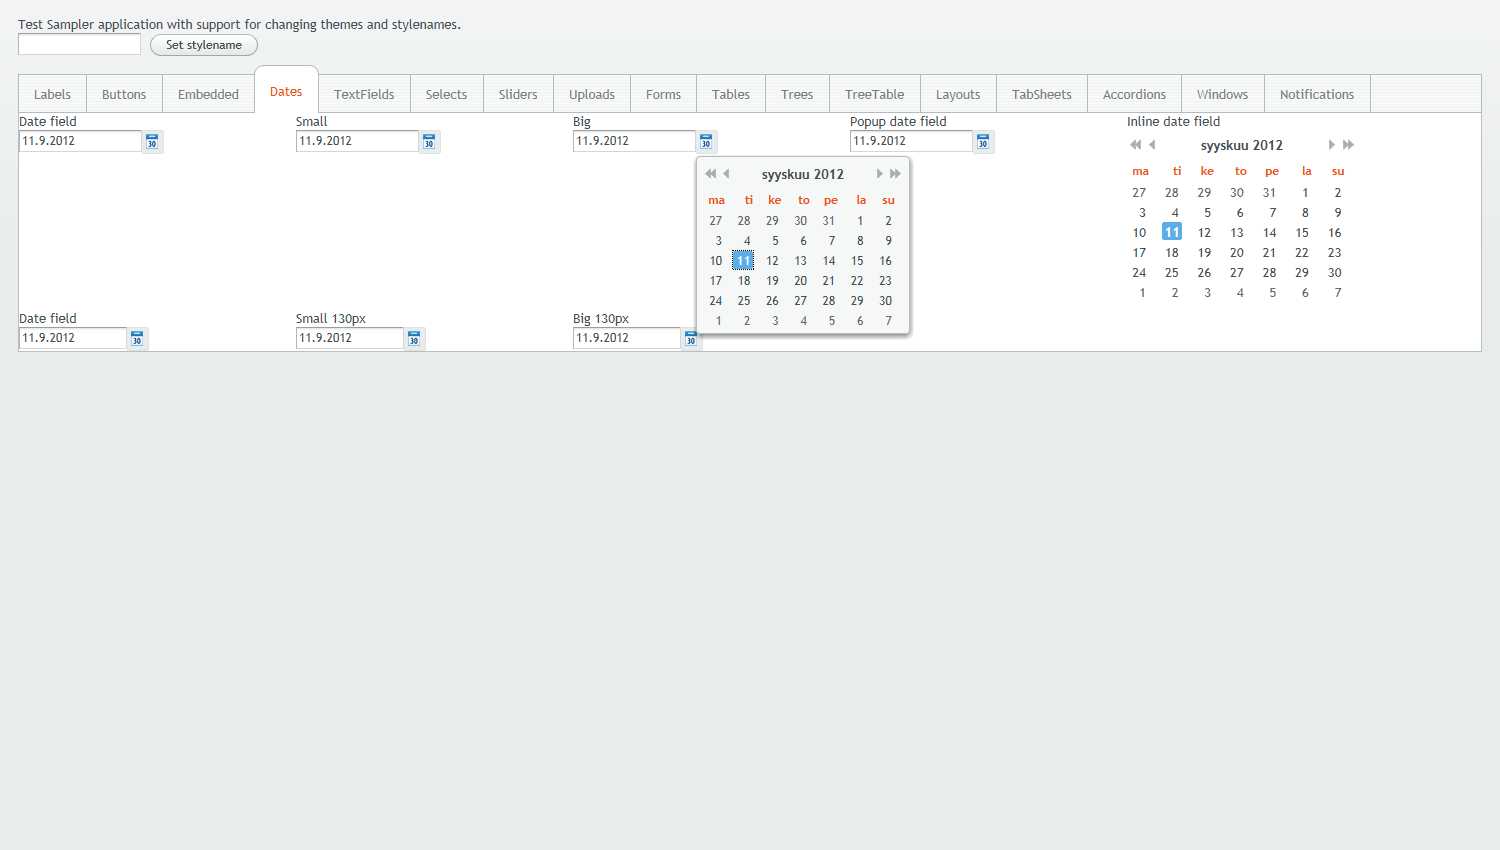 Test Sampler application with support for changing themes and stylenames.
Set stylename
Labels Buttons Embedded Dates TextFields Selects Sliders Uploads Forms Tables Trees TreeTable Layouts TabSheets Accordions Windows Notifications
Date field Small Big Popup date field Inline date field
11.9.2012 30 11.9.2012 30 11.9.2012 30 11.9.2012 30
syyskuu 2012
ma ti ke to pe la su
27 28 29 30 31 1 2
3 4 5 6 7 8 9
10 11 12 13 14 15 16
17 18 19 20 21 22 23
24 25 26 27 28 29 30
1 2 3 4 5 6 7
syyskuu 2012
ma ti ke to pe la su
27 28 29 30 31 1 2
3 4 5 6 7 8 9
10 11 12 13 14 15 16
17 18 19 20 21 22 23
24 25 26 27 28 29 30
1 2 3 4 5 6 7
Date field Small 130px Big 130px
11.9.2012 30 11.9.2012 30 11.9.2012 30